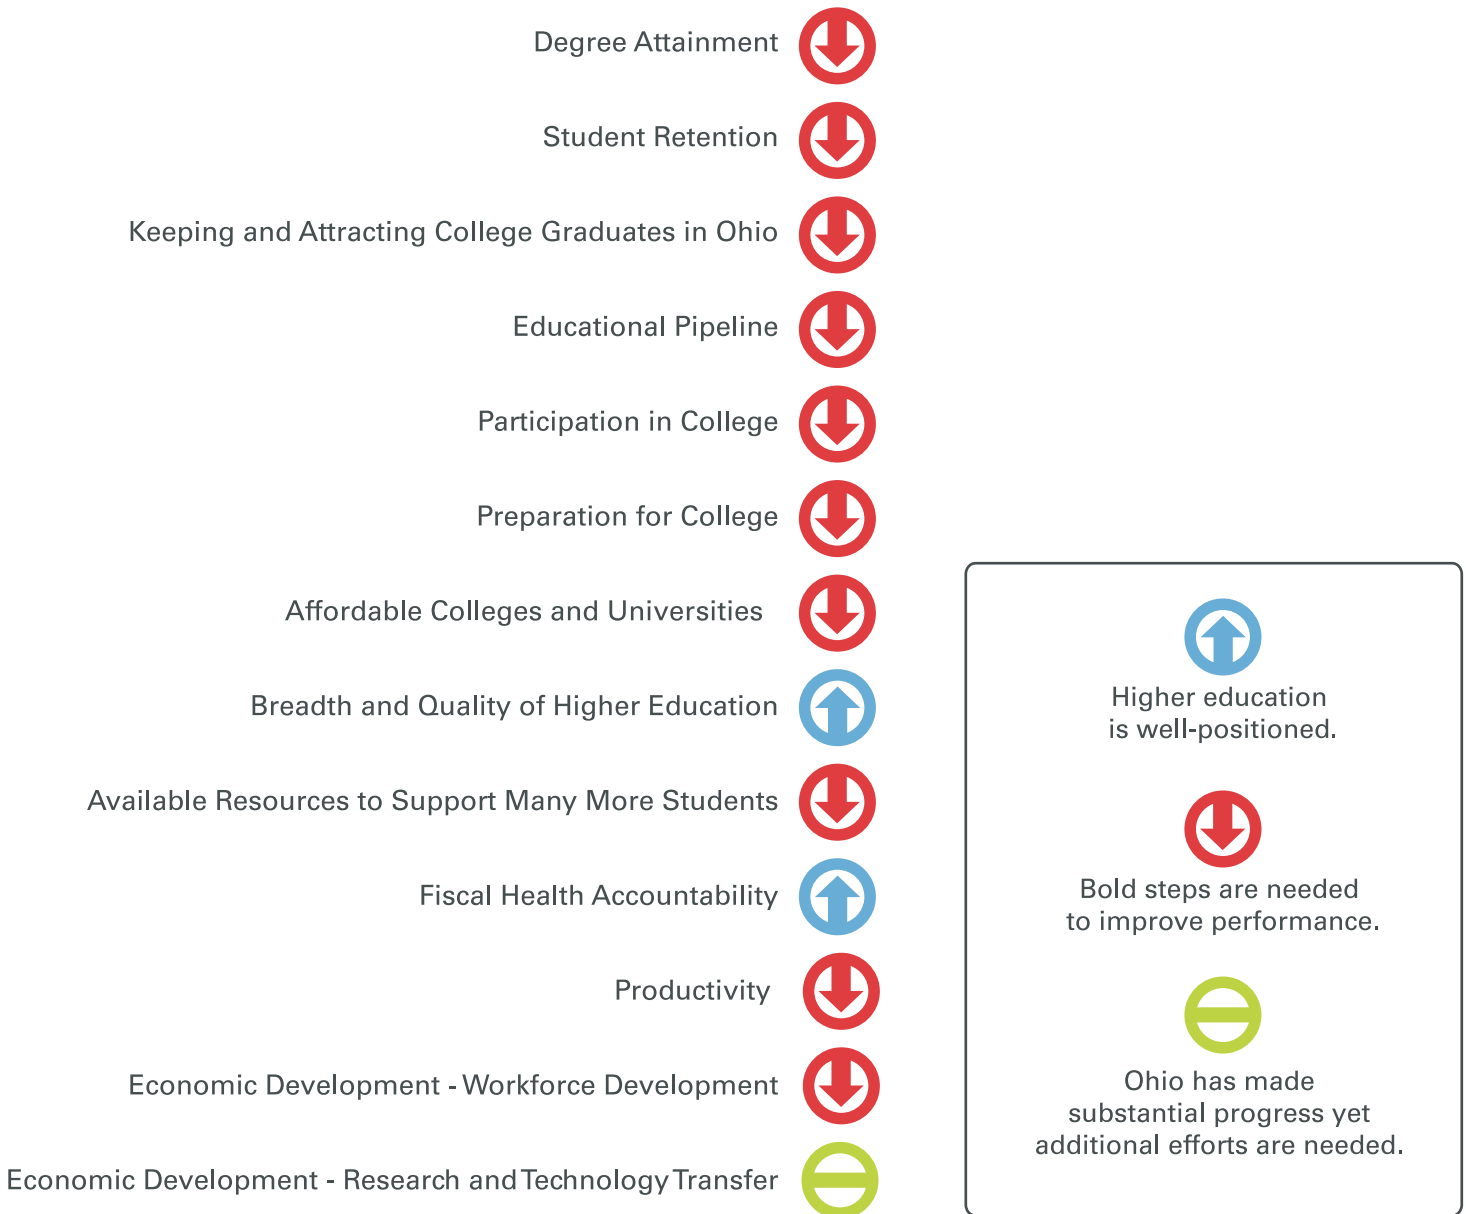 Degree Attainment
Student Retention
Keeping and Attracting College Graduates in Ohio
Educational Pipeline
Participation in College
Preparation for College
Affordable Colleges and Universities
Breadth and Quality of Higher Education
Available Resources to Support Many More Students
Fiscal Health Accountability
Productivity
Economic Development - Workforce Development
Economic Development - Research and Technology Transfer
Higher education
is well-positioned.
Bold steps are needed
to improve performance.
Ohio has made
substantial progress yet
additional efforts are needed.